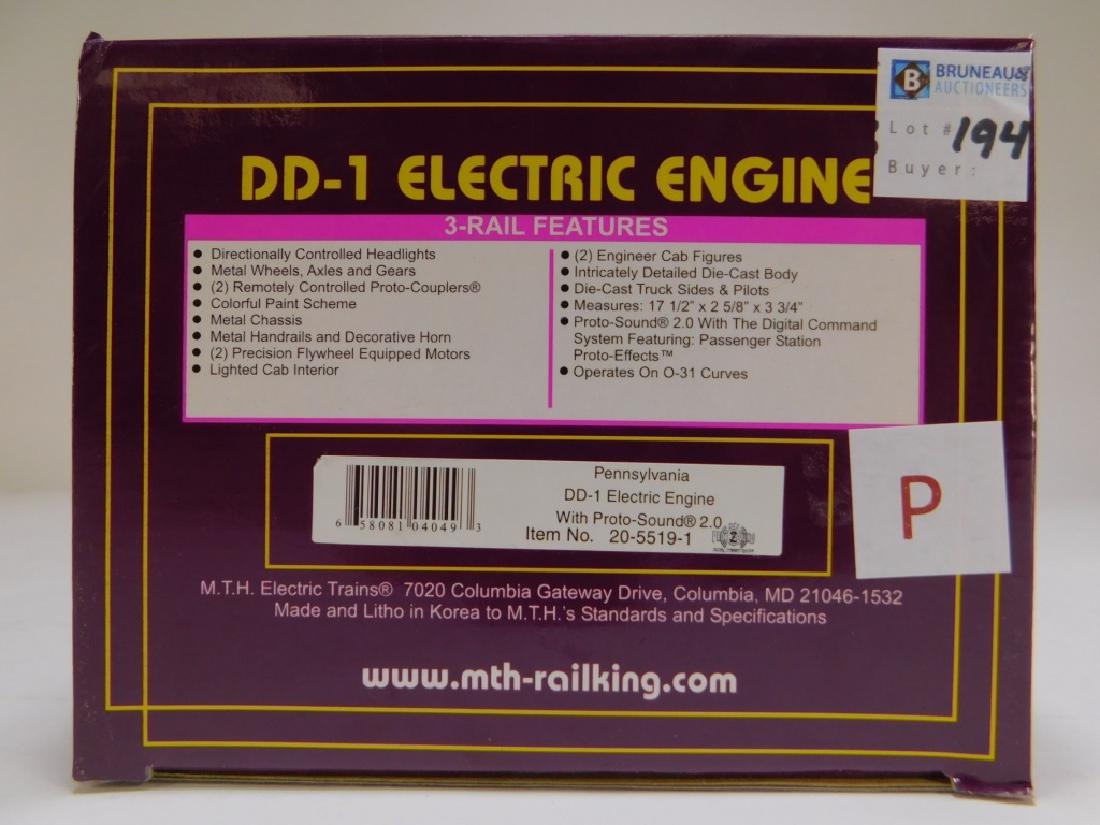 BRUNEAU &
AUCTIONEERS
Lot # 194
Buyer:
DD-1 ELECTRIC ENGINE
3-RAIL FEATURES
• Directionally Controlled Headlights
• Metal Wheels, Axles and Gears
• (2) Remotely Controlled Proto-Couplers®
• Colorful Paint Scheme
• Metal Chassis
• Metal Handrails and Decorative Horn
• (2) Precision Flywheel Equipped Motors
• Lighted Cab Interior
• (2) Engineer Cab Figures
• Intricately Detailed Die-Cast Body
• Die-Cast Truck Sides & Pilots
• Measures: 17 1/2" x 2 5/8" x 3 3/4"
• Proto-Sound® 2.0 With The Digital Command
System Featuring: Passenger Station
Proto-Effects™
• Operates On O-31 Curves
P
Pennsylvania
DD-1 Electric Engine
With Proto-Sound® 2.0
Item No. 20-5519-1
6 58081 04049 3
M.T.H. Electric Trains® 7020 Columbia Gateway Drive, Columbia, MD 21046-1532
Made and Litho in Korea to M.T.H.'s Standards and Specifications
www.mth-railking.com